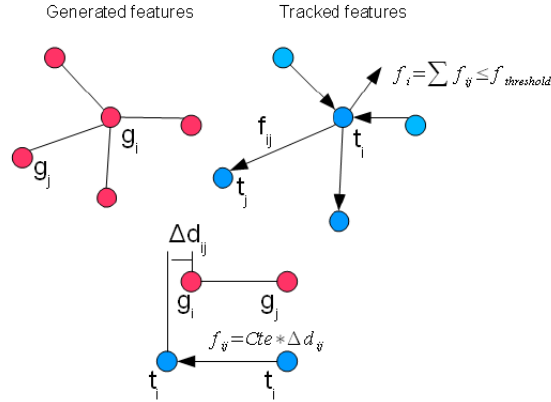 Generated features
Tracked features
g_i
g_j
f_i = ∑ f_ij ≤ f_threshold
f_ij
t_i
t_j
Δd_ij
g_i
g_j
f_ij = Cte * Δd_ij
t_i
t_i